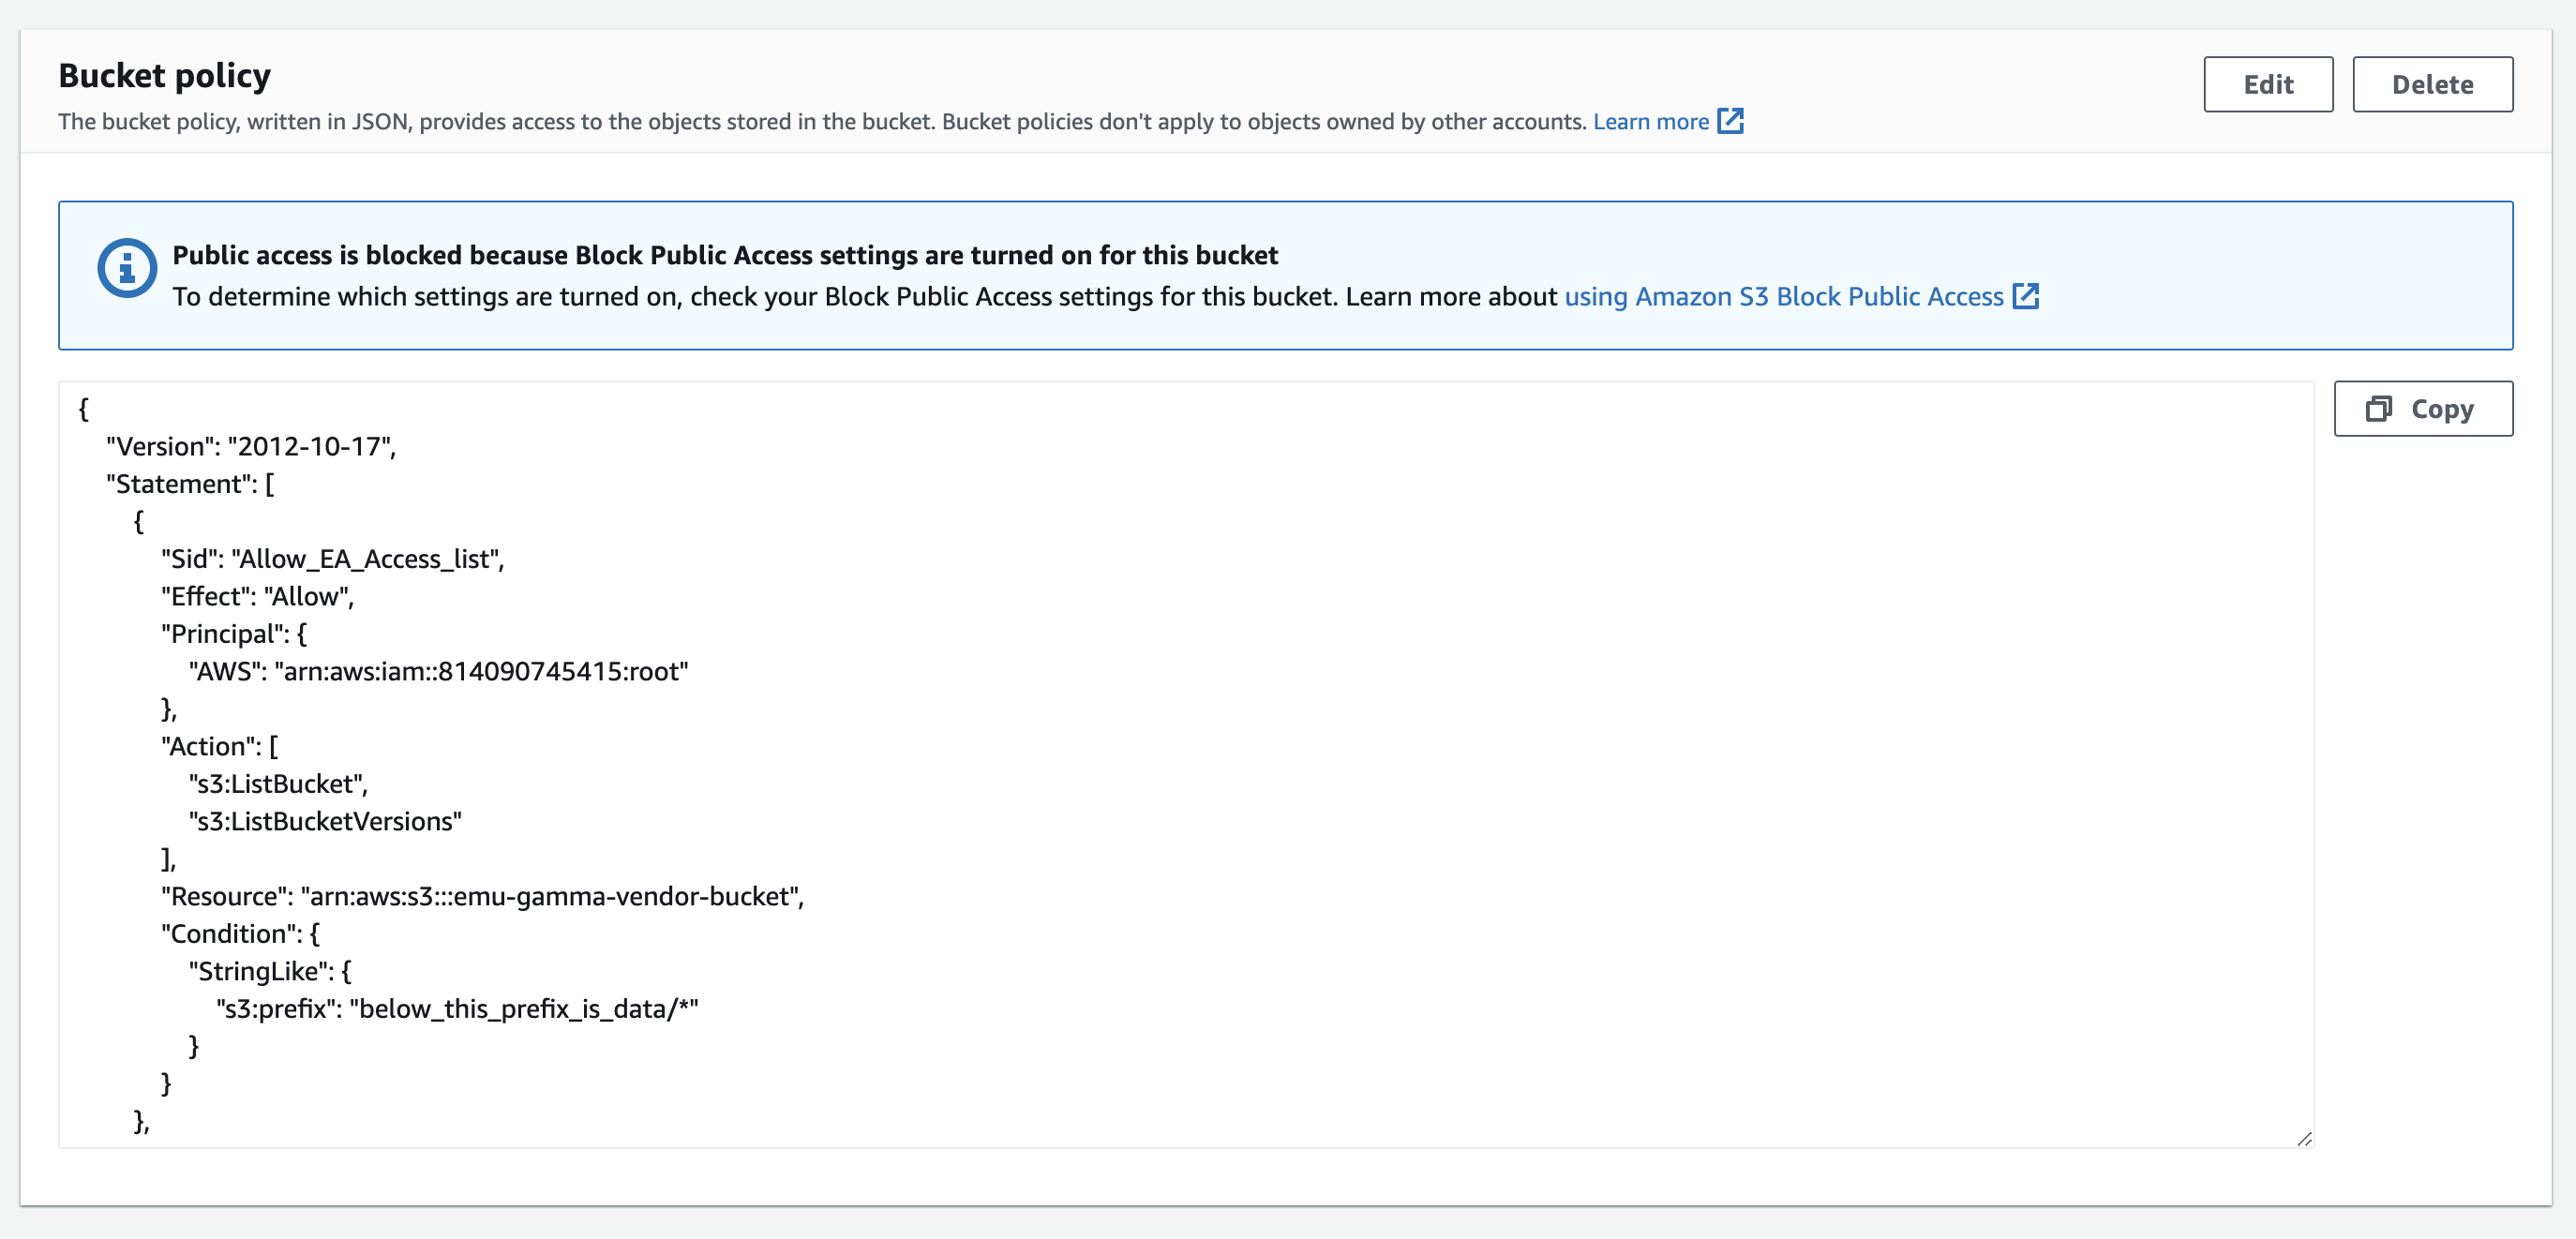 Bucket policy
Edit
Delete
The bucket policy, written in JSON, provides access to the objects stored in the bucket. Bucket policies don't apply to objects owned by other accounts. Learn more
Public access is blocked because Block Public Access settings are turned on for this bucket
To determine which settings are turned on, check your Block Public Access settings for this bucket. Learn more about using Amazon S3 Block Public Access
Copy
{
"Version": "2012-10-17",
"Statement": [
{
"Sid": "Allow_EA_Access_list",
"Effect": "Allow",
"Principal": {
"AWS": "arn:aws:iam::814090745415:root"
},
"Action": [
"s3:ListBucket",
"s3:ListBucketVersions"
],
"Resource": "arn:aws:s3:::emu-gamma-vendor-bucket",
"Condition": {
"StringLike": {
"s3:prefix": "below_this_prefix_is_data/*"
}
}
},